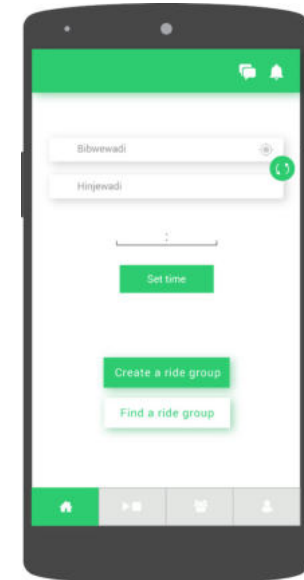 Bibwewadi
Hinjewadi
:
Set time
Create a ride group
Find a ride group